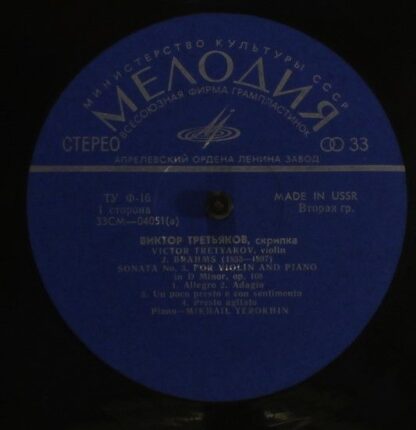 МИНИСТЕРСТВО КУЛЬТУРЫ СССР
МЕЛОДИЯ
ВСЕСОЮЗНАЯ ФИРМА ГРАМПЛАСТИНОК
СТЕРЕО
33
АПРЕЛЕВСКИЙ ОРДЕНА ЛЕНИНА ЗАВОД
ТУ Ф-16
MADE IN USSR
1 сторона
Вторая гр.
33СМ—04051(а)
ВИКТОР ТРЕТЬЯКОВ, скрипка
VICTOR TRETYAKOV, violin
J. BRAHMS (1833—1897)
SONATA No. 3, FOR VIOLIN AND PIANO
in D Minor, op. 108
1. Allegro 2. Adagio
3. Un poco presto e con sentimento
4. Presto agitato
Piano—MIKHAIL YEROKHIN